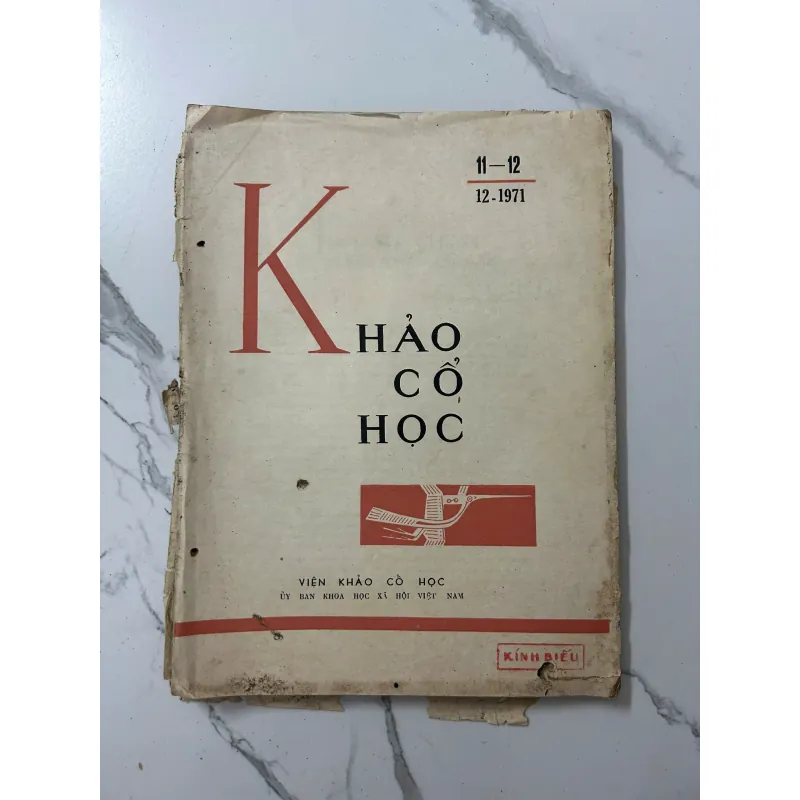 11—12
12-1971
KHẢO
CỔ
HỌC
VIỆN KHẢO CỔ HỌC
ỦY BAN KHOA HỌC XÃ HỘI VIỆT NAM
KÍNH BIẾU